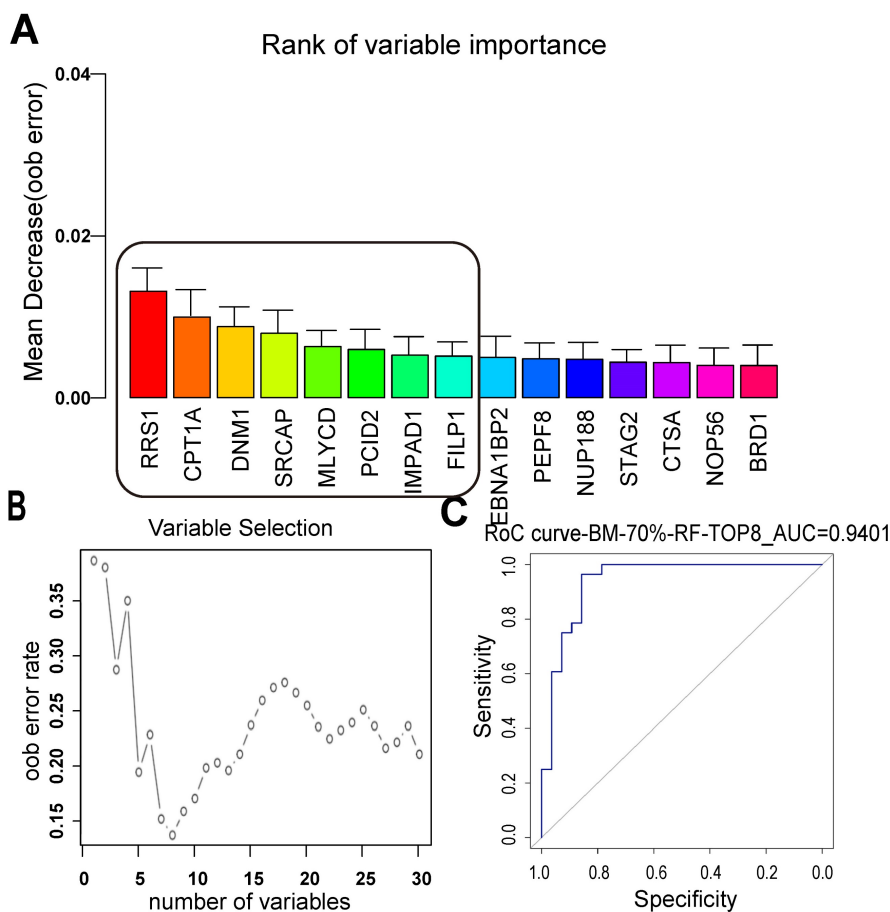 A
Rank of variable importance
Mean Decrease(oob error)
0.04
0.02
0.00
RRS1
CPT1A
DNM1
SRCAP
MLYCD
PCID2
IMPAD1
FILP1
EBNA1BP2
PEPF8
NUP188
STAG2
CTSA
NOP56
BRD1
B
Variable Selection
oob error rate
0.35
0.30
0.25
0.20
0.15
0 5 10 15 20 25 30
number of variables
C
RoC curve-BM-70%-RF-TOP8_AUC=0.9401
Sensitivity
1.0
0.8
0.6
0.4
0.2
0.0
1.0 0.8 0.6 0.4 0.2 0.0
Specificity